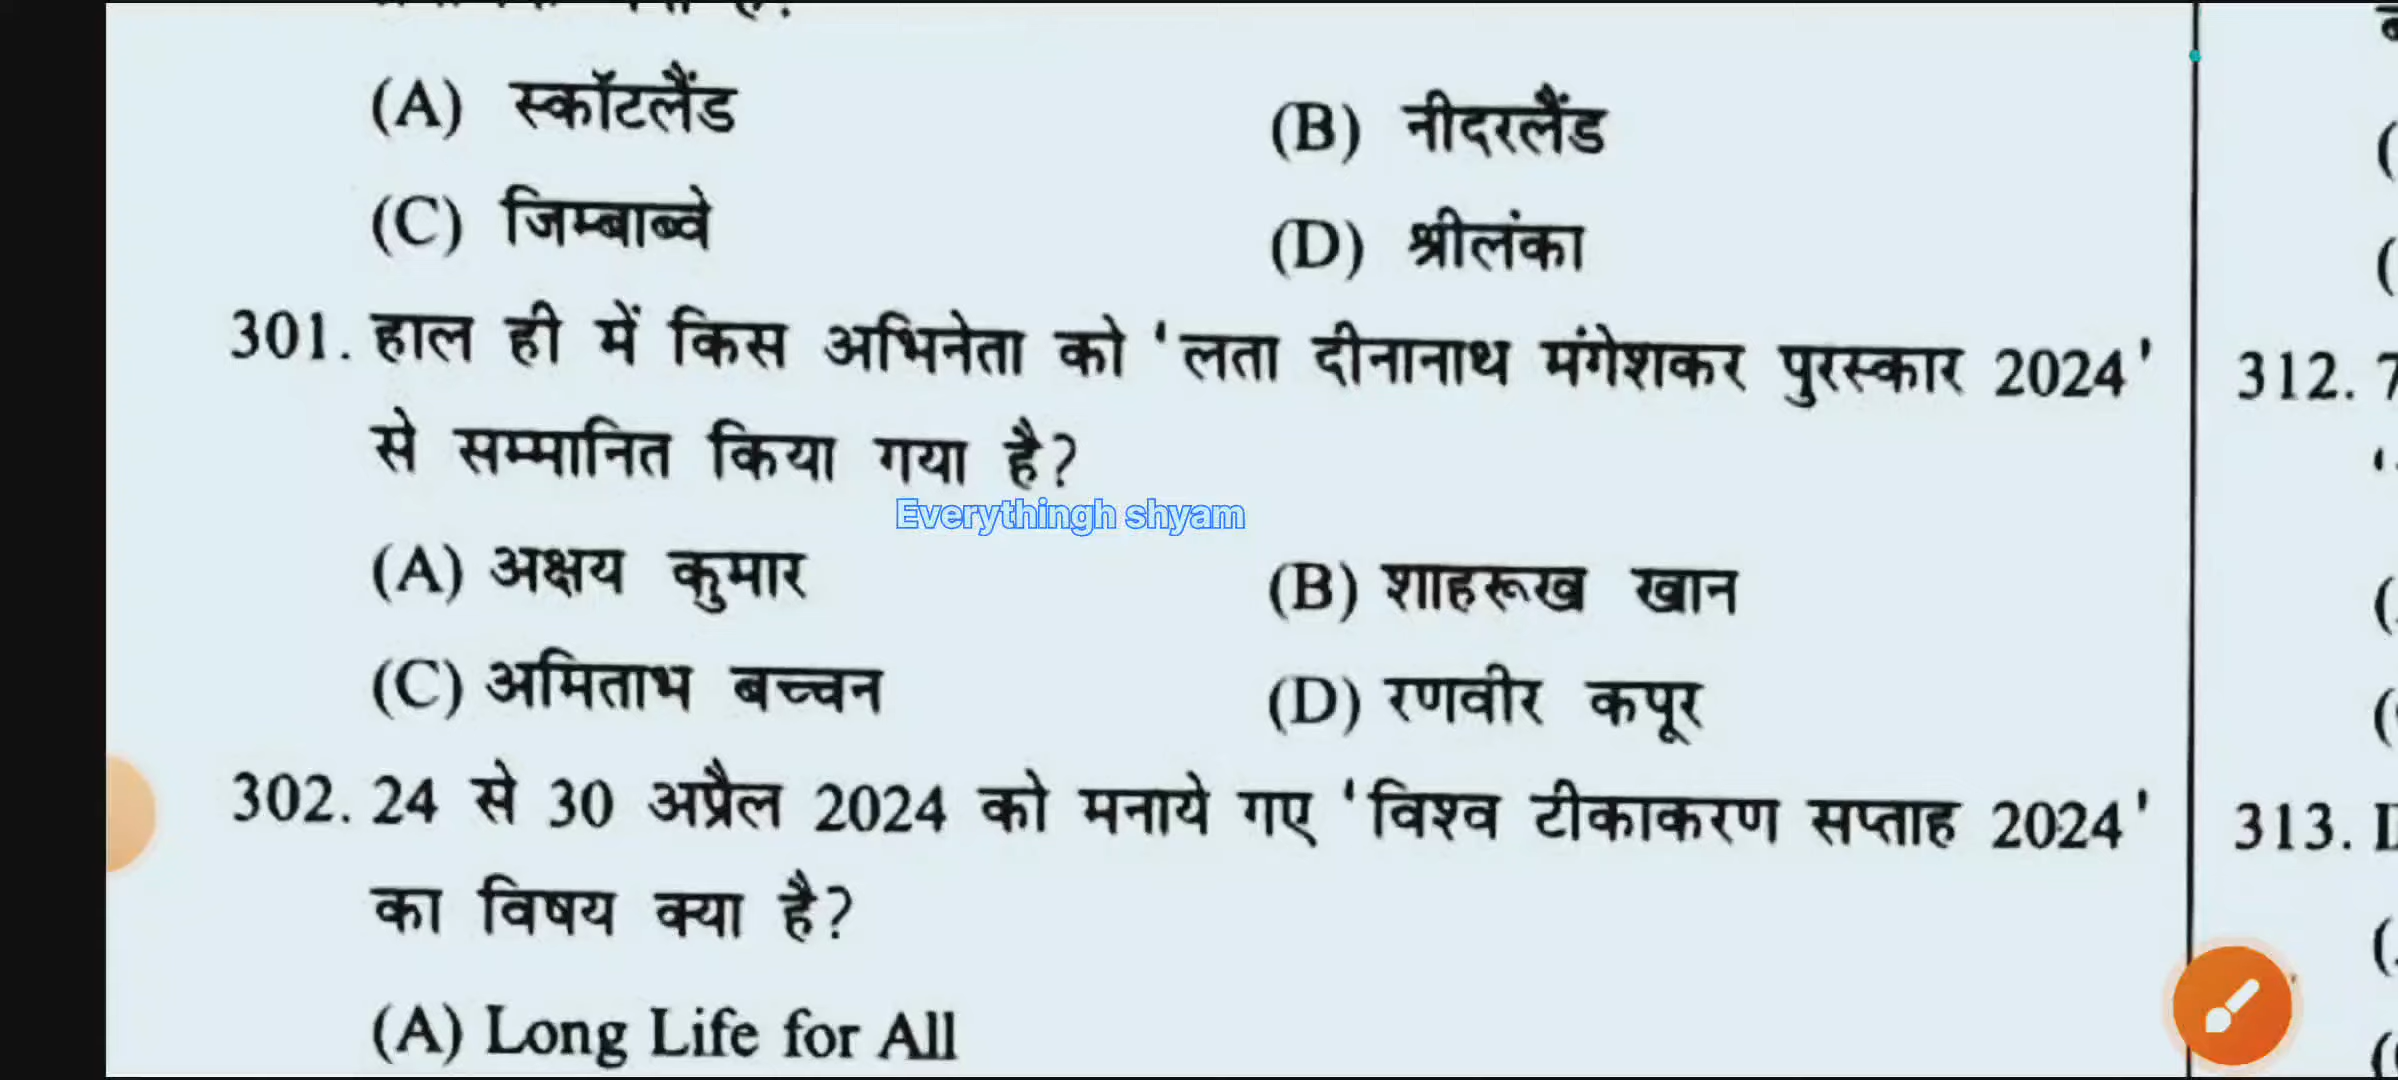 (A) स्कॉटलैंड
(B) नीदरलैंड
(C) जिम्बाब्वे
(D) श्रीलंका
301. हाल ही में किस अभिनेता को 'लता दीनानाथ मंगेशकर पुरस्कार 2024'
से सम्मानित किया गया है?
Everythingh shyam
(A) अक्षय कुमार
(B) शाहरूख खान
(C) अमिताभ बच्चन
(D) रणवीर कपूर
302. 24 से 30 अप्रैल 2024 को मनाये गए 'विश्व टीकाकरण सप्ताह 2024'
का विषय क्या है?
(A) Long Life for All
312. 7
313.